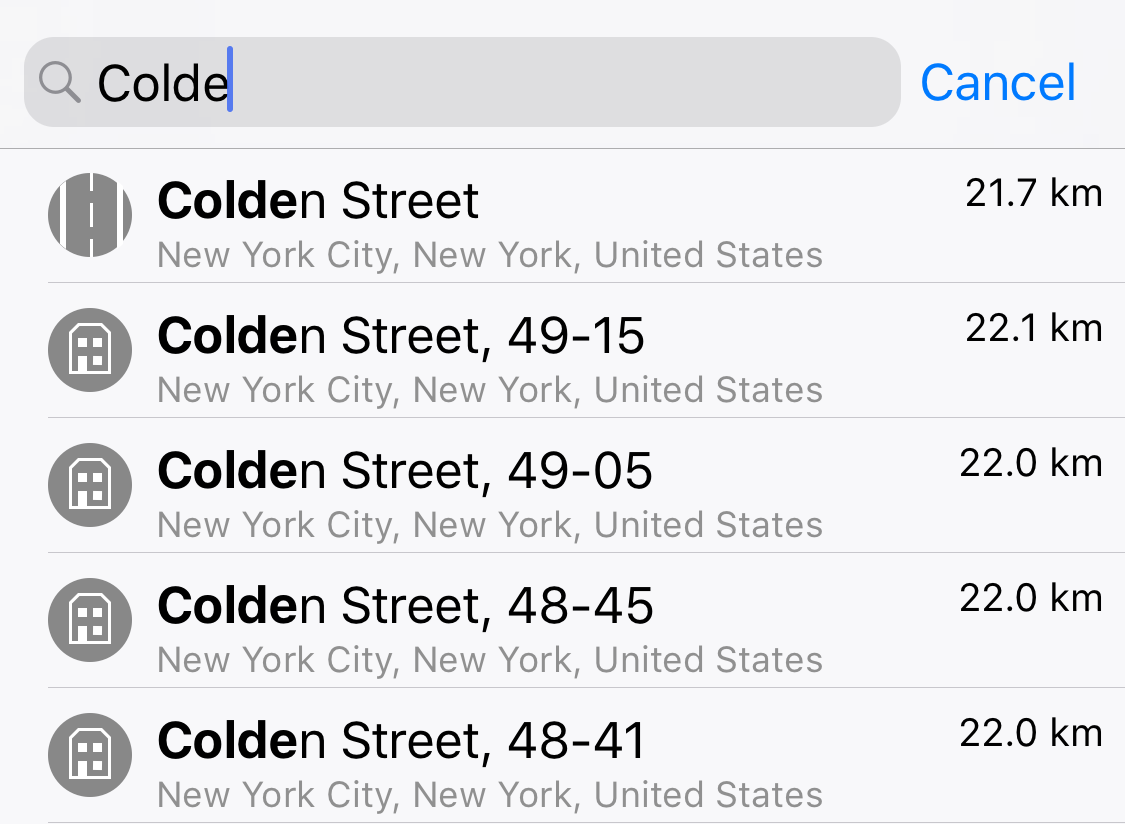 Colde Cancel
Colden Street 21.7 km
New York City, New York, United States
Colden Street, 49-15 22.1 km
New York City, New York, United States
Colden Street, 49-05 22.0 km
New York City, New York, United States
Colden Street, 48-45 22.0 km
New York City, New York, United States
Colden Street, 48-41 22.0 km
New York City, New York, United States